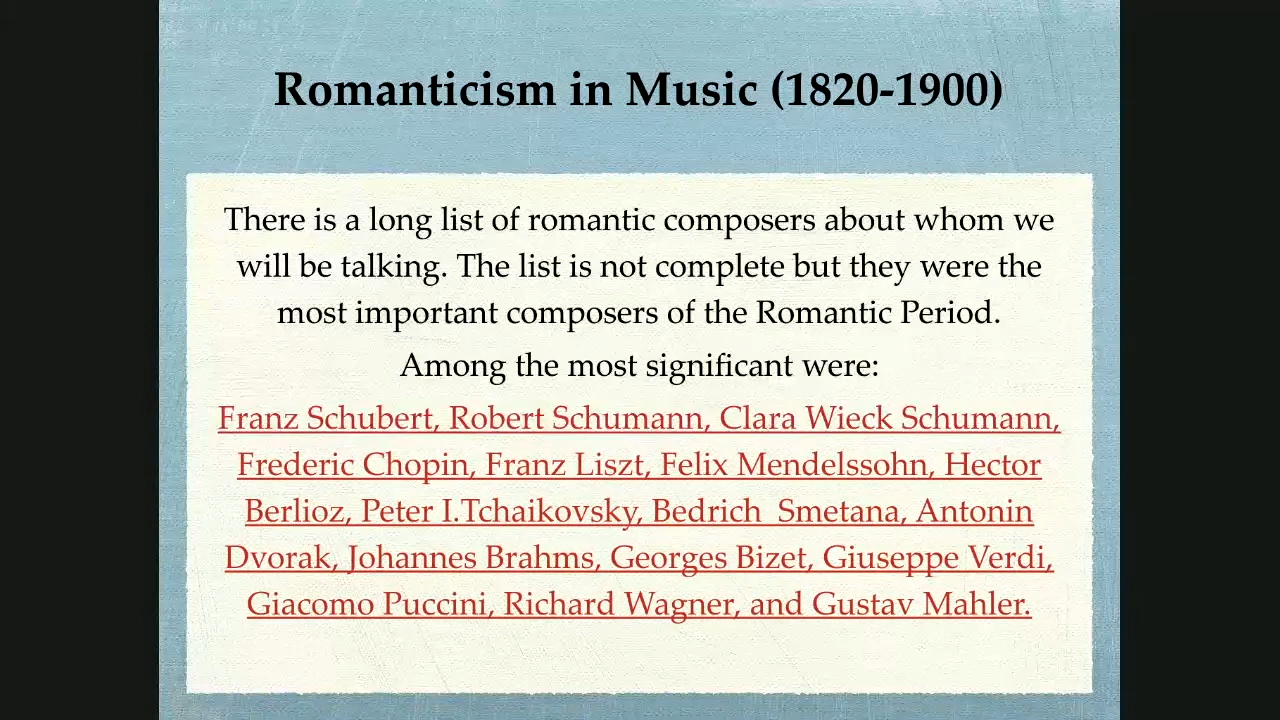 Romanticism in Music (1820-1900)
There is a long list of romantic composers about whom we
will be talking. The list is not complete but they were the
most important composers of the Romantic Period.
Among the most significant were:
Franz Schubert, Robert Schumann, Clara Wieck Schumann,
Frederic Chopin, Franz Liszt, Felix Mendelssohn, Hector
Berlioz, Peter I.Tchaikovsky, Bedrich  Smetana, Antonin
Dvorak, Johannes Brahms, Georges Bizet, Giuseppe Verdi,
Giacomo Puccini, Richard Wagner, and Gustav Mahler.